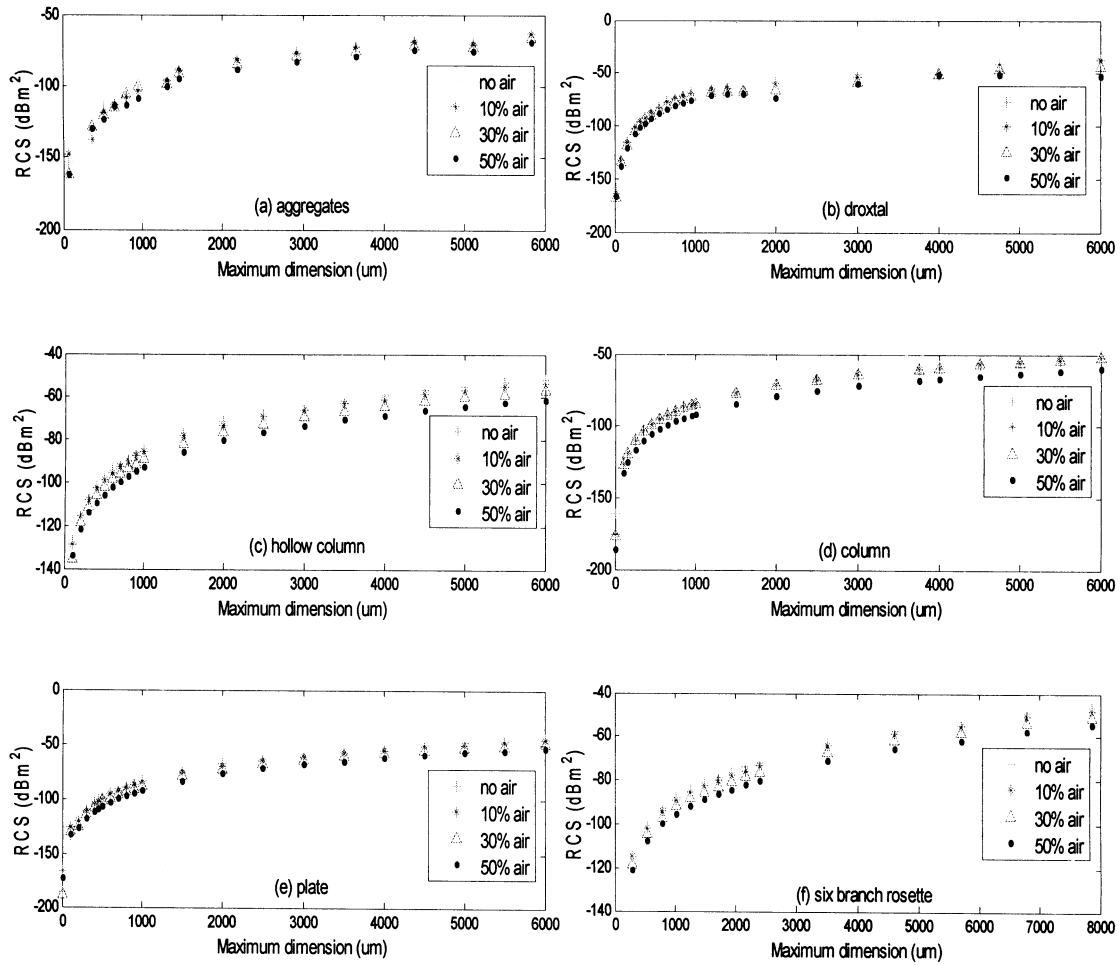 0
-50
-100
-150
-200
RCS (dBm²)
no air
10% air
30% air
50% air
(a) aggregates
0 1000 2000 3000 4000 5000 6000
Maximum dimension (um)
0
-50
-100
-150
-200
RCS (dBm²)
no air
10% air
30% air
50% air
(b) droxtal
0 1000 2000 3000 4000 5000 6000
Maximum dimension (um)
-40
-60
-80
-100
-120
-140
RCS (dBm²)
no air
10% air
30% air
50% air
(c) hollow column
0 1000 2000 3000 4000 5000 6000
Maximum dimension (um)
-50
-100
-150
-200
RCS (dBm²)
no air
10% air
30% air
50% air
(d) column
0 1000 2000 3000 4000 5000 6000
Maximum dimension (um)
0
-50
-100
-150
-200
RCS (dBm²)
no air
10% air
30% air
50% air
(e) plate
0 1000 2000 3000 4000 5000 6000
Maximum dimension (um)
-40
-60
-80
-100
-120
-140
RCS (dBm²)
no air
10% air
30% air
50% air
(f) six branch rosette
0 1000 2000 3000 4000 5000 6000 7000 8000
Maximum dimension (um)